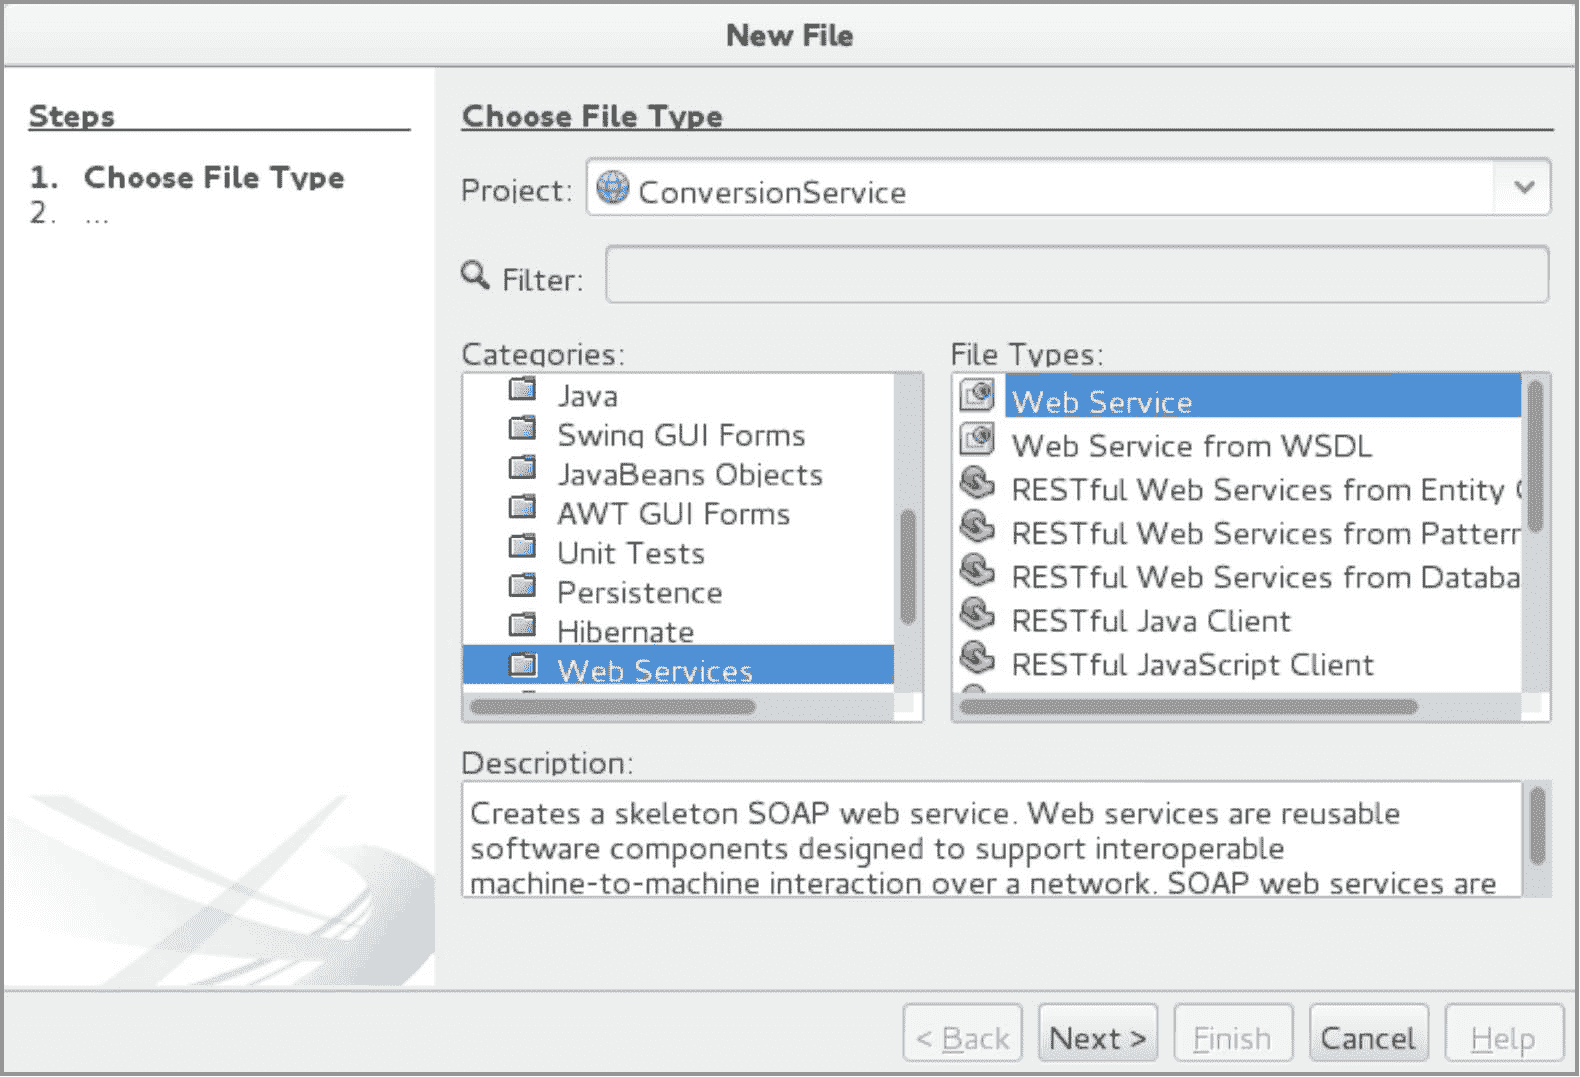 New File
Steps
1. Choose File Type
2. ...
Choose File Type
Project: ConversionService
Filter:
Categories:
Java
Swing GUI Forms
JavaBeans Objects
AWT GUI Forms
Unit Tests
Persistence
Hibernate
Web Services
File Types:
Web Service
Web Service from WSDL
RESTful Web Services from Entity
RESTful Web Services from Pattern
RESTful Web Services from Databa
RESTful Java Client
RESTful JavaScript Client
Description:
Creates a skeleton SOAP web service. Web services are reusable
software components designed to support interoperable
machine-to-machine interaction over a network. SOAP web services are
< Back
Next >
Finish
Cancel
Help